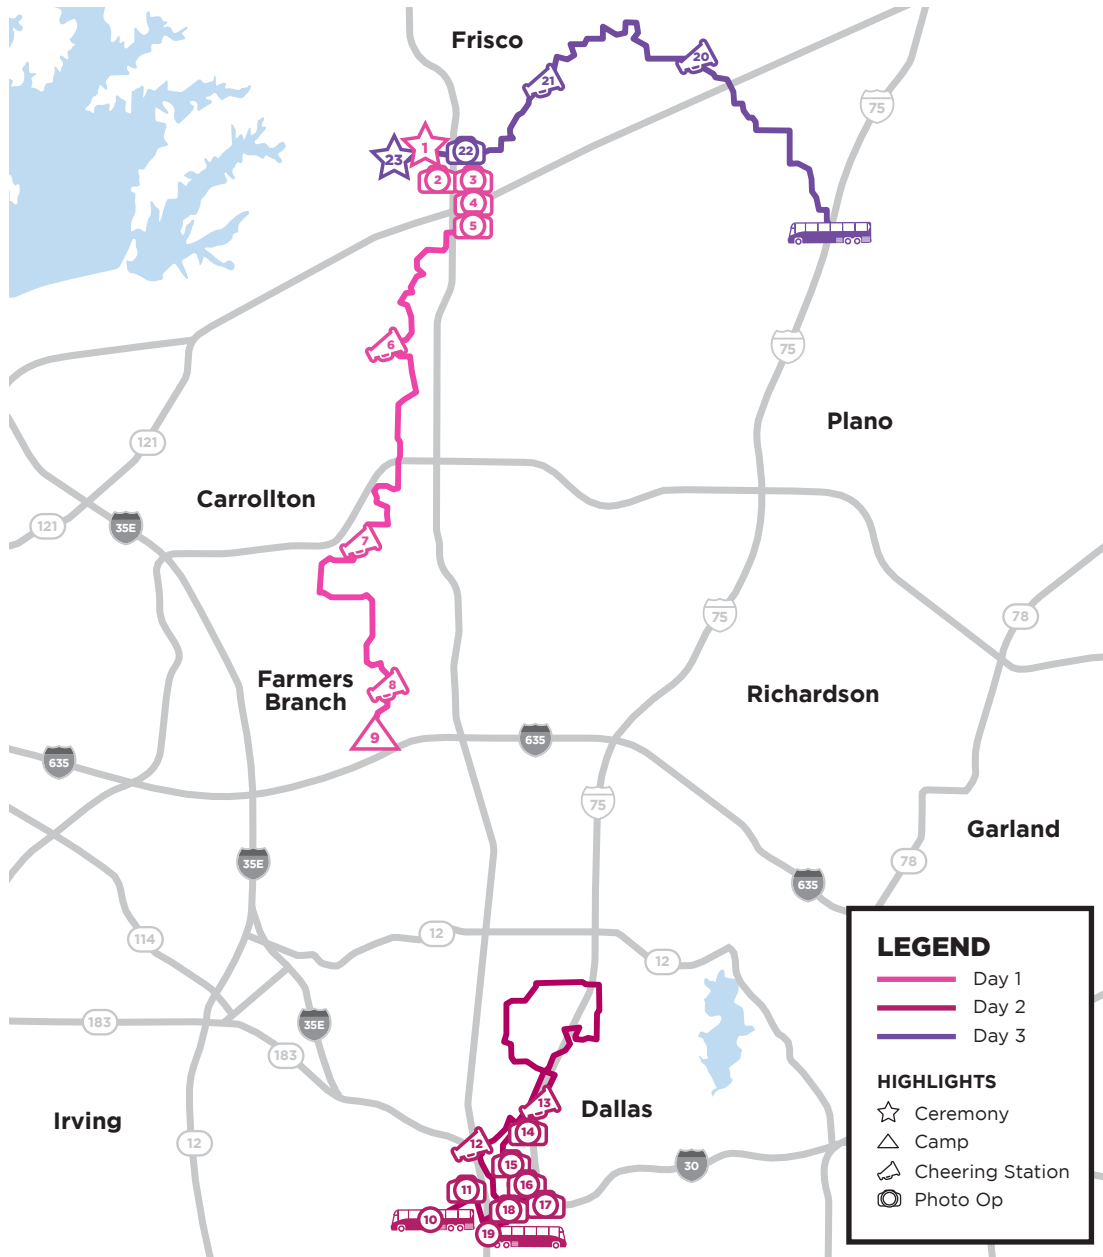 Frisco
20
21
75
1
23
22
2
3
4
5
6
75
Plano
121
Carrollton
121
35E
7
75
78
Farmers
Branch
8
Richardson
9
635
635
75
Garland
35E
78
635
114
12
12
183
35E
183
Irving
13
Dallas
14
12
12
15
30
11
16
17
10
18
19
LEGEND
Day 1
Day 2
Day 3
HIGHLIGHTS
Ceremony
Camp
Cheering Station
Photo Op